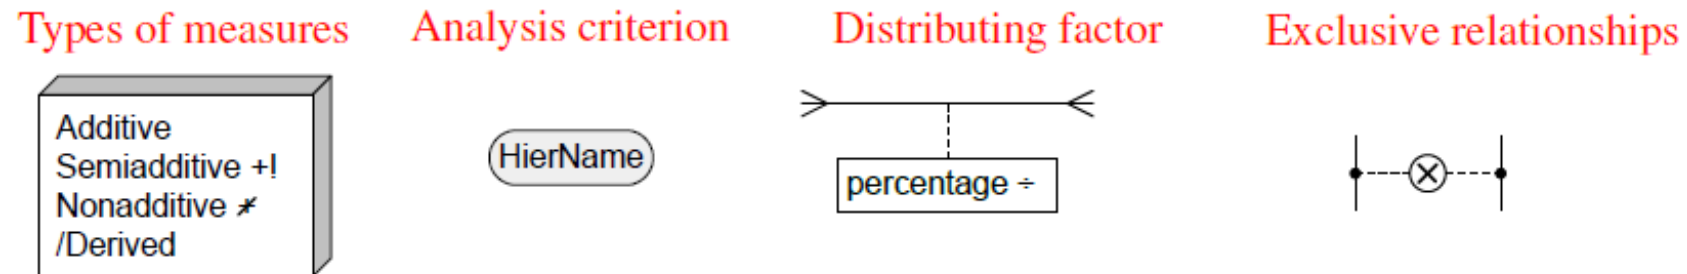 Types of measures
Analysis criterion
Distributing factor
Exclusive relationships
Additive
Semiadditive +!
Nonadditive +̸
/Derived
HierName
percentage ÷